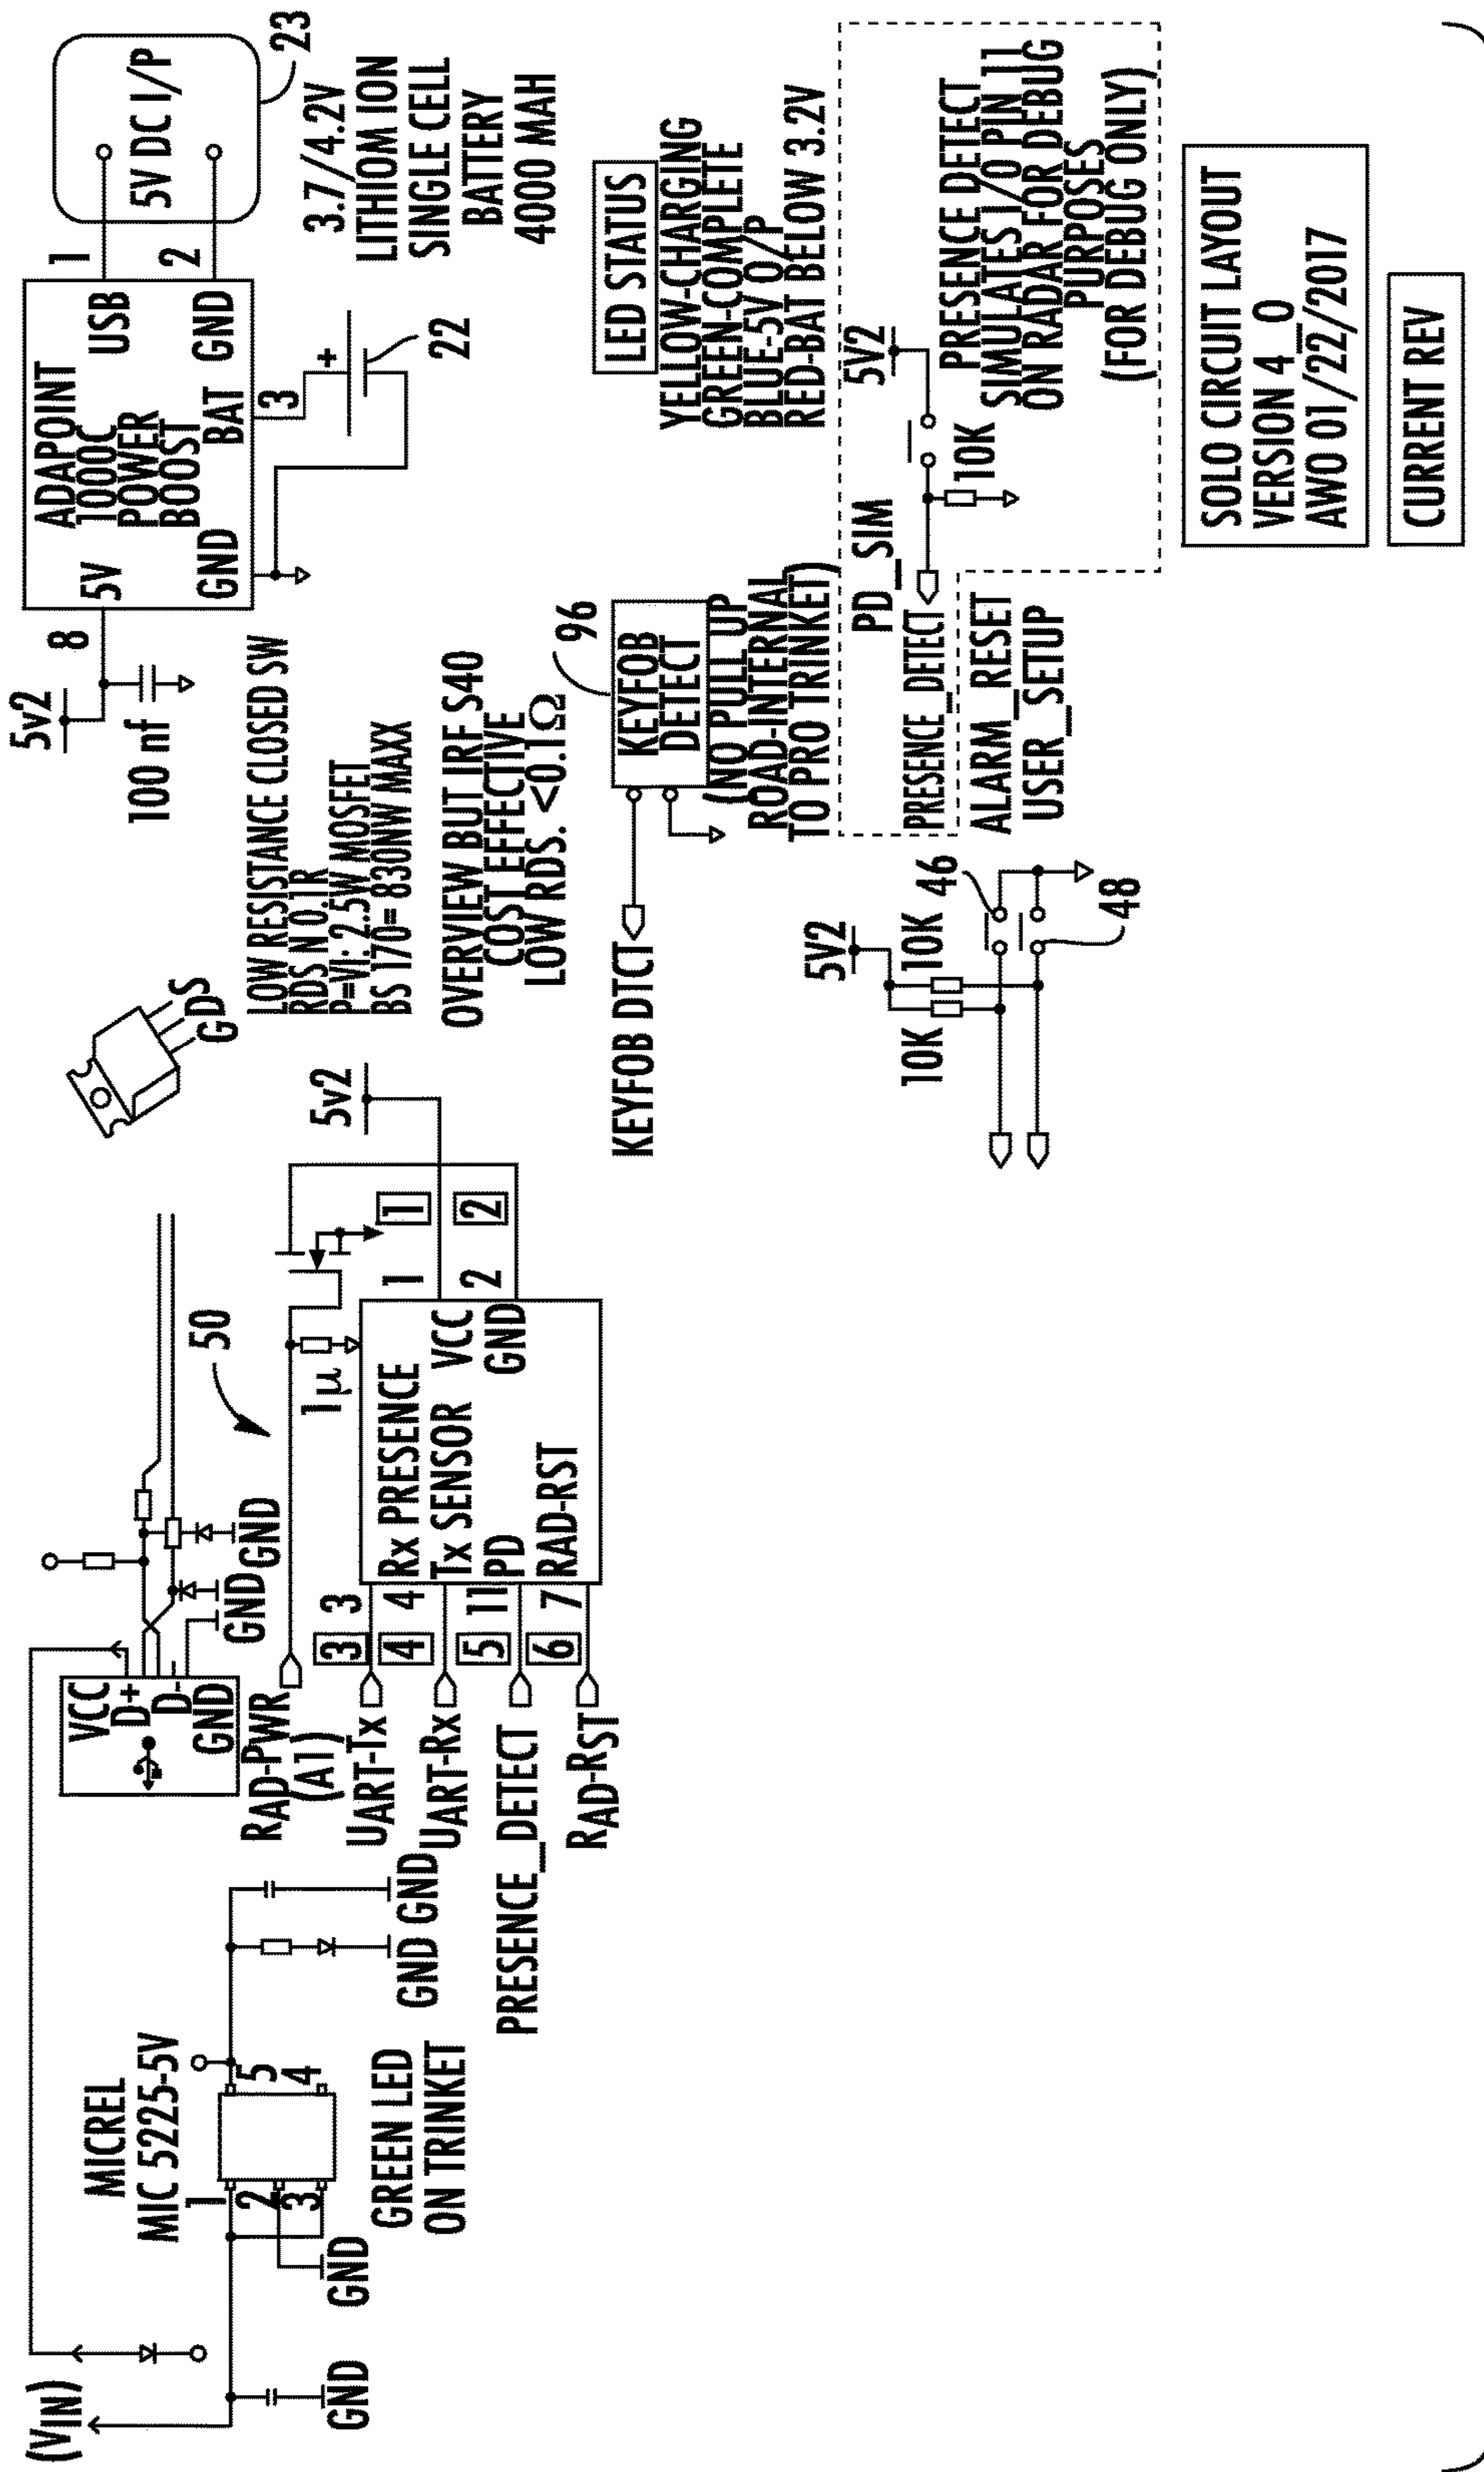 (VIN)
GND
MICREL
MIC 5225-5V
1
2
3
5
4
GND
GREEN LED
ON TRINKET
GND
GND
VCC
D+
D-
GND
GND
GND
50
RAD-PWR
(A1)
UART-Tx
UART-Rx
PRESENCE_DETECT
RAD-RST
3
4
5
6
3
4
11
7
1µ
Rx PRESENCE
Tx SENSOR
PD
RAD-RST
VCC
GND
1
2
1
2
5v2
G D S
5v2
8
100 nf
ADAPOINT
1000C
POWER
BOOST
5V
GND
USB
GND
BAT
1
2
3
5V DC I/P
23
22
3.7/4.2V
LITHIOM ION
SINGLE CELL
BATTERY
4000 MAH
LOW RESISTANCE CLOSED SW
RDS N 0.1R
P=VI: 2..5W MOSFET
BS 170= 830NW MAXX
OVERVIEW BUT IRF S40
COST EFFECTIVE
LOW RDS. <0.1Ω
LED STATUS
YELLOW-CHARGING
GREEN-COMPLETE
BLUE-5V O/P
RED-BAT BELOW 3.2V
KEYFOB DTCT
KEYFOB
DETECT
96
(NO PULL UP
ROAD-INTERNAL
TO PRO TRINKET)
PD_SIM
5V2
10K
PRESENCE_DETECT
PRESENCE DETECT
SIMULATES I/O PIN 11
ON RADAR FOR DEBUG
PURPOSES
(FOR DEBUG ONLY)
5V2
10K
10K
46
48
ALARM_RESET
USER_SETUP
SOLO CIRCUIT LAYOUT
VERSION 4_0
AWO 01/22/2017
CURRENT REV